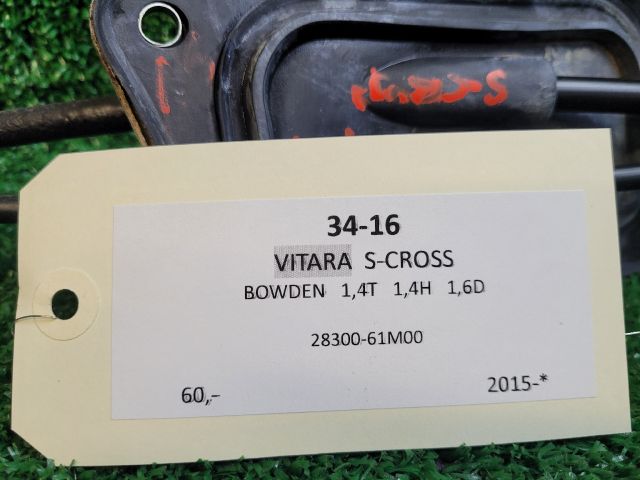 34-16
VITARA S-CROSS
BOWDEN 1,4T 1,4H 1,6D
28300-61M00
60,- 2015-*